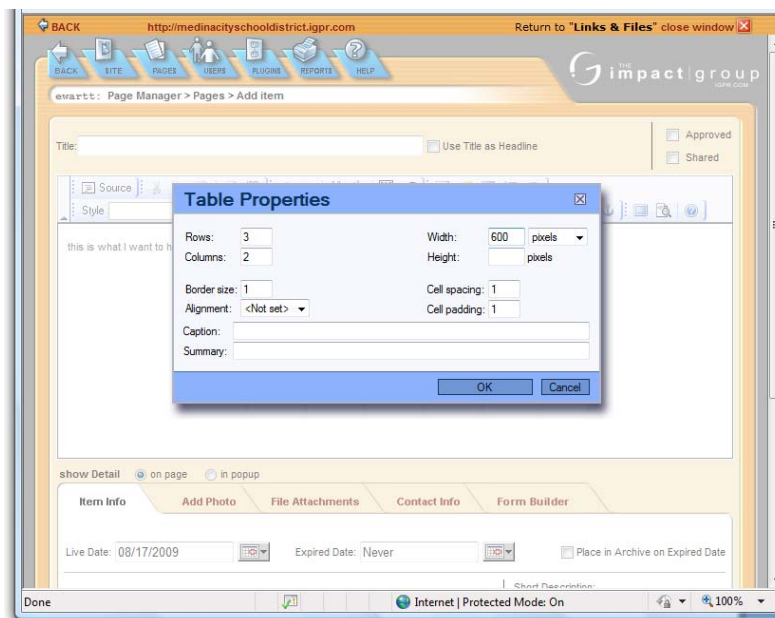 BACK http://medinacityschooldistrict.igpr.com Return to "Links & Files" close window
BACK SITE PAGES USERS PLUGINS REPORTS HELP
THE impact group
IGPR.COM
ewartt: Page Manager > Pages > Add item
Title: Use Title as Headline
Approved
Shared
Source
Style
this is what I want to h
Table Properties
Rows: 3 Width: 600 pixels
Columns: 2 Height: pixels
Border size: 1 Cell spacing: 1
Alignment: <Not set> Cell padding: 1
Caption:
Summary:
OK Cancel
show Detail on page in popup
Item Info Add Photo File Attachments Contact Info Form Builder
Live Date: 08/17/2009 Expired Date: Never Place in Archive on Expired Date
Short Description:
Done Internet | Protected Mode: On 100%